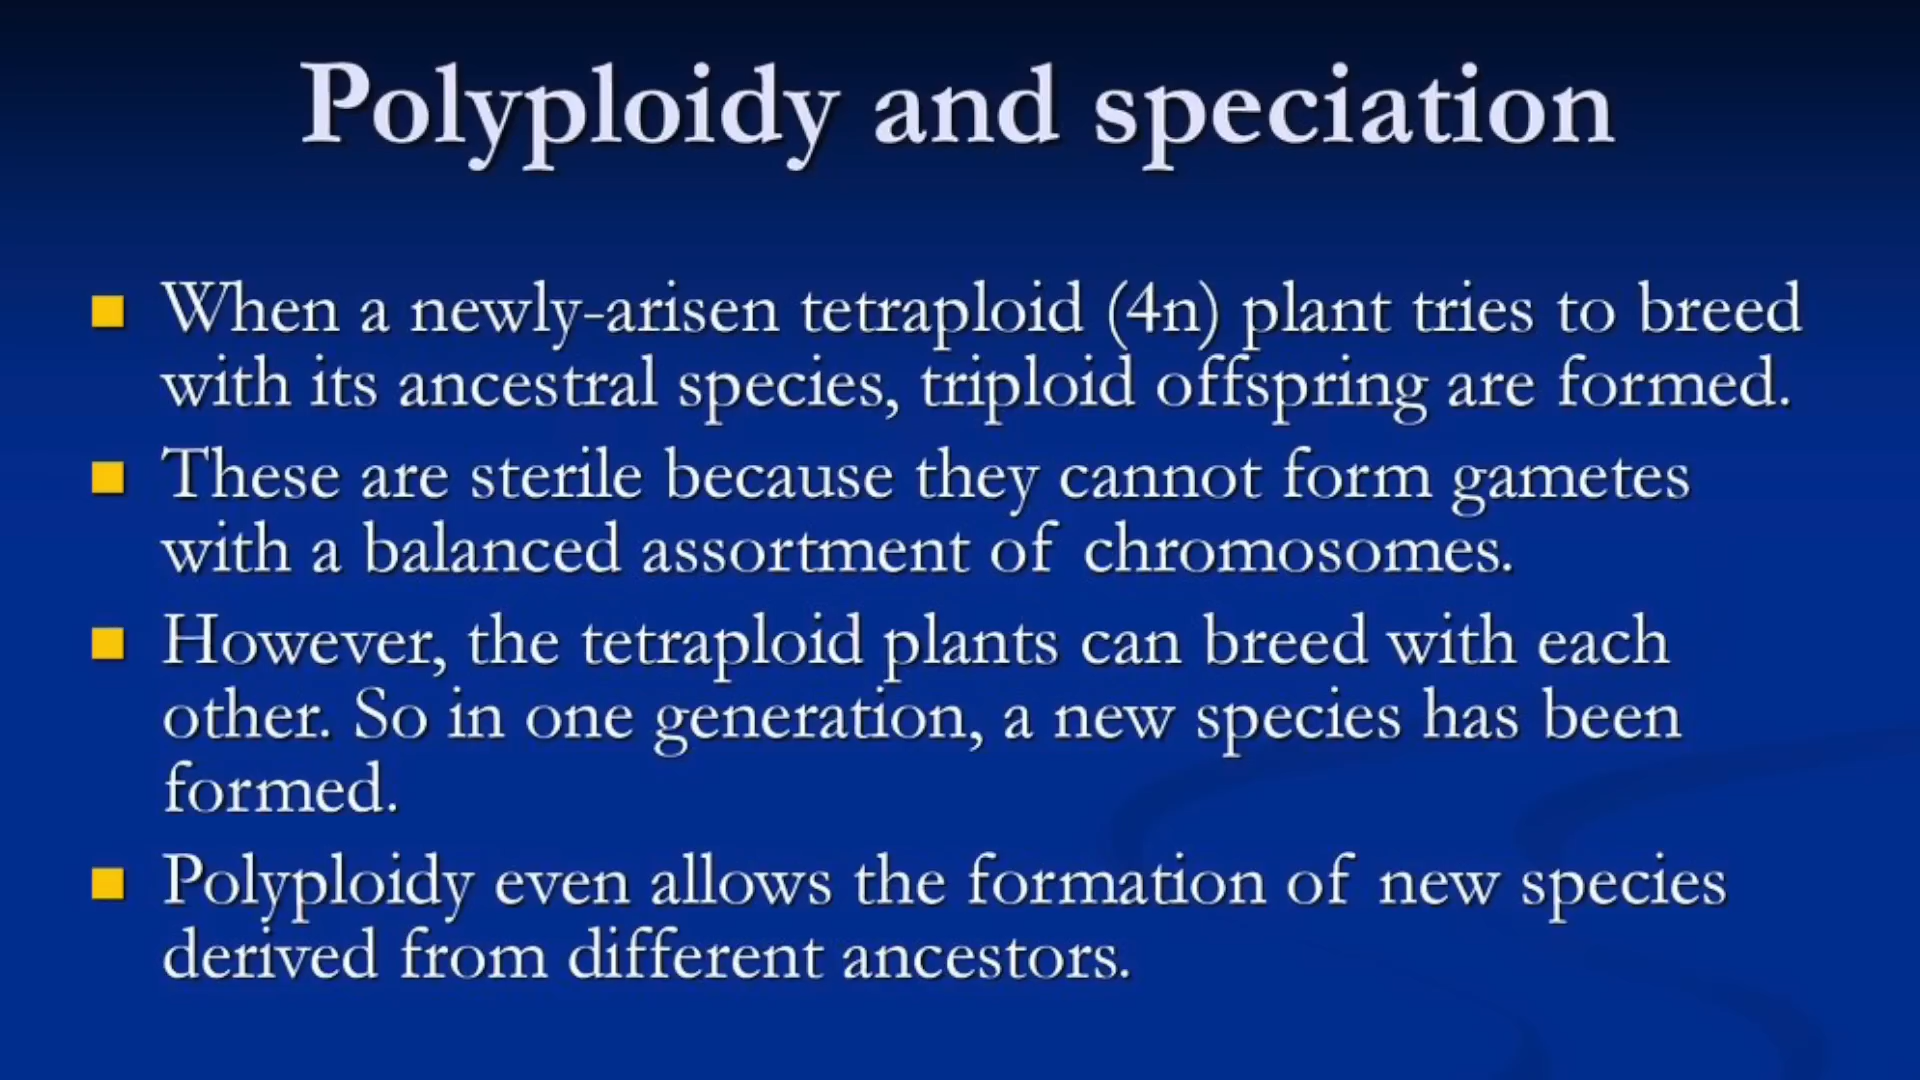 Polyploidy and speciation
When a newly-arisen tetraploid (4n) plant tries to breed
with its ancestral species, triploid offspring are formed.
These are sterile because they cannot form gametes
with a balanced assortment of chromosomes.
However, the tetraploid plants can breed with each
other. So in one generation, a new species has been
formed.
Polyploidy even allows the formation of new species
derived from different ancestors.